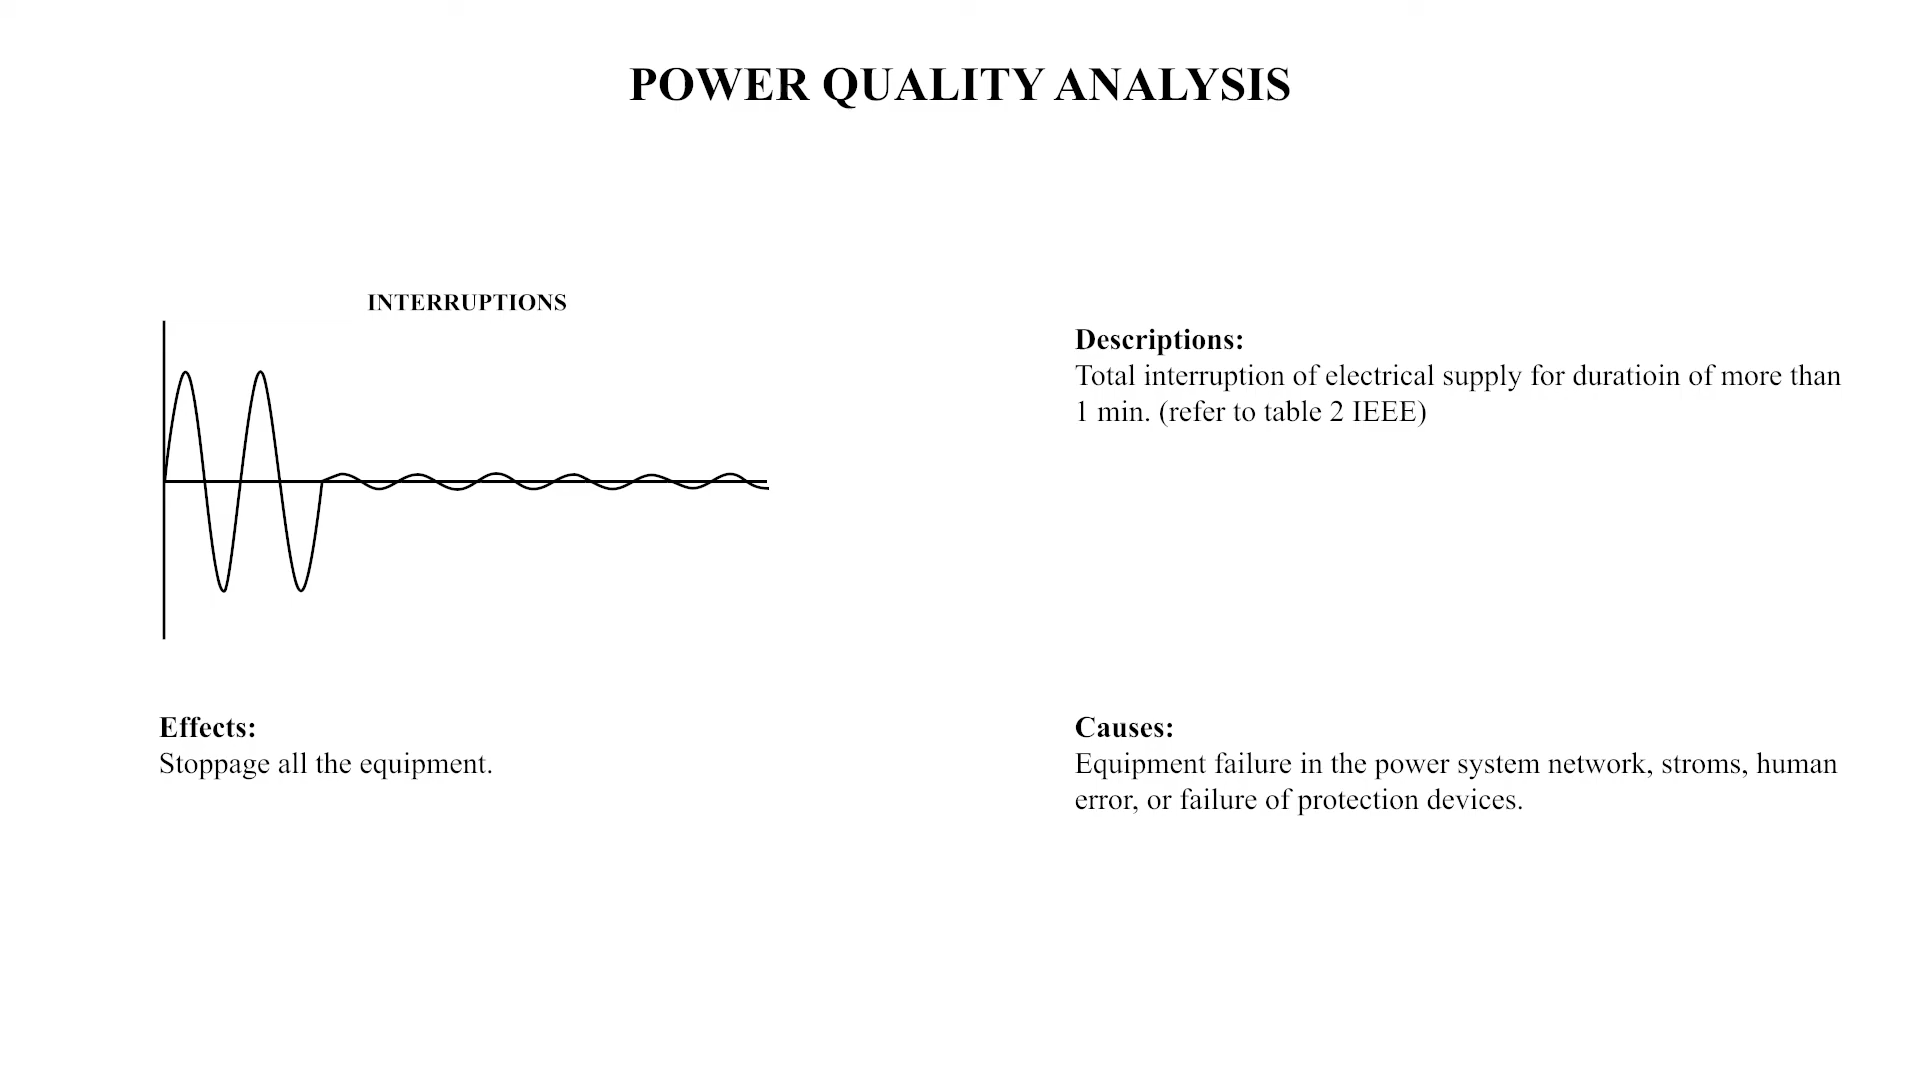 POWER QUALITY ANALYSIS
INTERRUPTIONS
Descriptions:
Total interruption of electrical supply for duratioin of more than
1 min. (refer to table 2 IEEE)
Effects:
Stoppage all the equipment.
Causes:
Equipment failure in the power system network, stroms, human
error, or failure of protection devices.